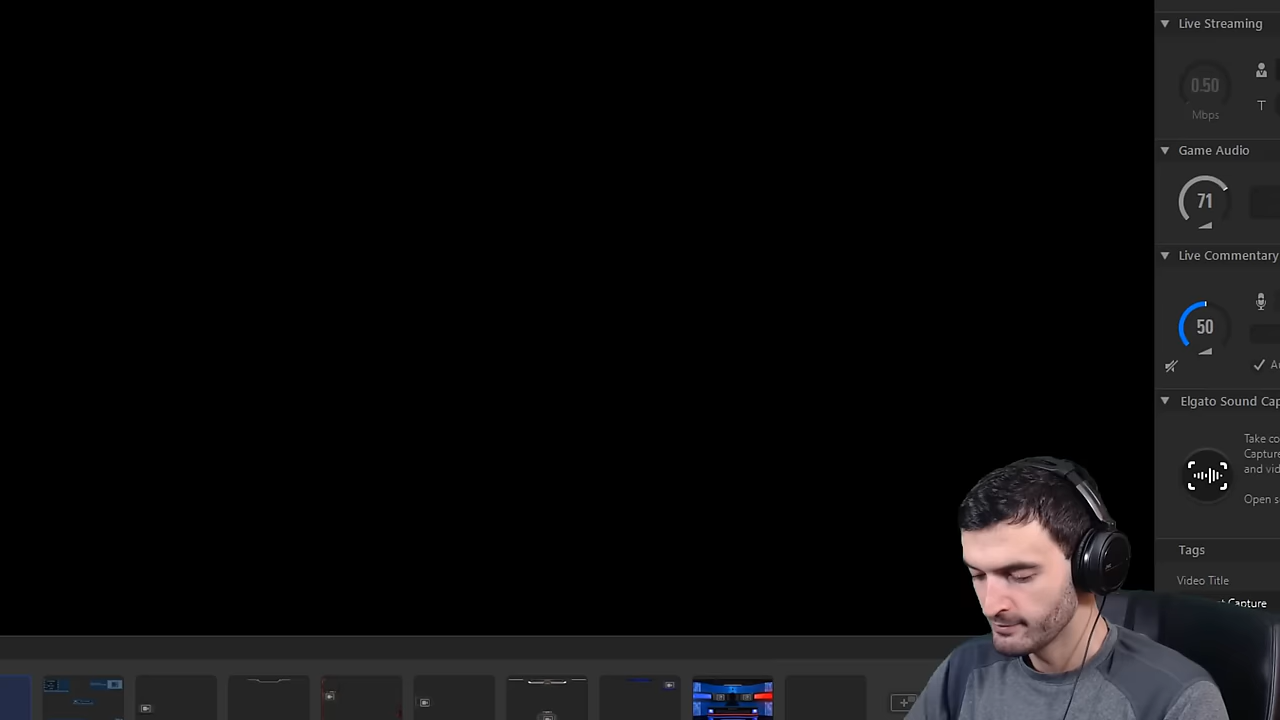 Live Streaming
0.50
Mbps
T
Game Audio
71
Live Commentary
50
Elgato Sound Cap
Take co
Capture
and vid
Open s
Tags
Video Title
Capture